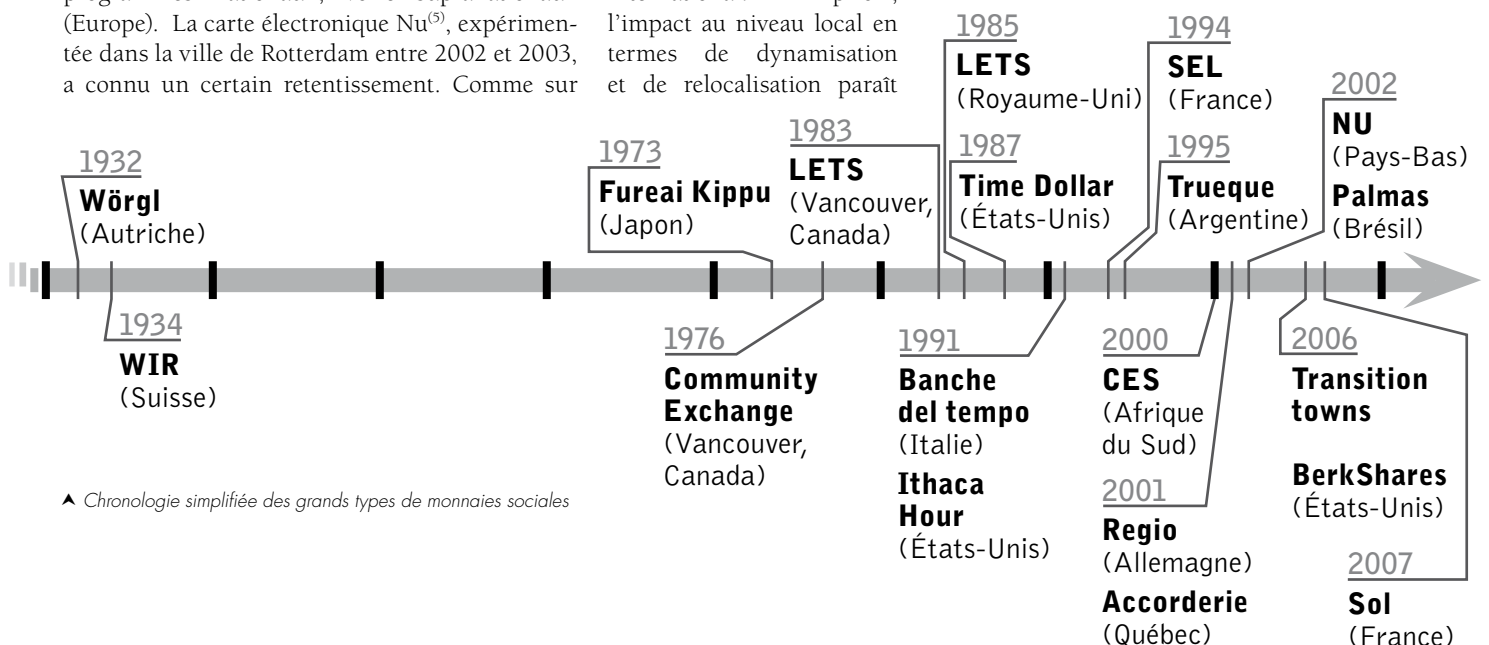 (Europe). La carte électronique Nu(5), expérimen-
tée dans la ville de Rotterdam entre 2002 et 2003,
a connu un certain retentissement. Comme sur
l’impact au niveau local en
termes de dynamisation
et de relocalisation paraît
1932
Wörgl
(Autriche)
1934
WIR
(Suisse)
1973
Fureai Kippu
(Japon)
1976
Community
Exchange
(Vancouver,
Canada)
1983
LETS
(Vancouver,
Canada)
1985
LETS
(Royaume-Uni)
1987
Time Dollar
(États-Unis)
1991
Banche
del tempo
(Italie)
Ithaca
Hour
(États-Unis)
1994
SEL
(France)
1995
Trueque
(Argentine)
2000
CES
(Afrique
du Sud)
2001
Regio
(Allemagne)
Accorderie
(Québec)
2002
NU
(Pays-Bas)
Palmas
(Brésil)
2006
Transition
towns
BerkShares
(États-Unis)
2007
Sol
(France)
Chronologie simplifiée des grands types de monnaies sociales